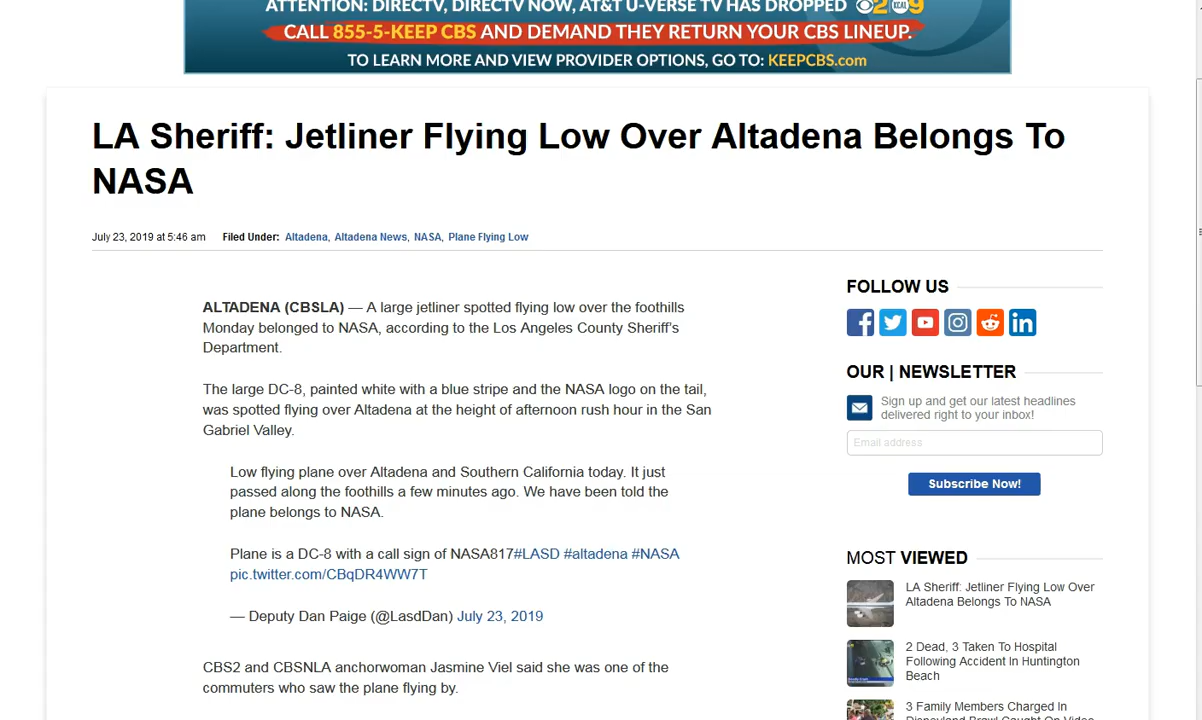 ATTENTION: DIRECTV, DIRECTV NOW, AT&T U-VERSE TV HAS DROPPED
CALL 855-5-KEEP CBS AND DEMAND THEY RETURN YOUR CBS LINEUP.
TO LEARN MORE AND VIEW PROVIDER OPTIONS, GO TO: KEEPCBS.com
LA Sheriff: Jetliner Flying Low Over Altadena Belongs To
NASA
July 23, 2019 at 5:46 am Filed Under: Altadena, Altadena News, NASA, Plane Flying Low
ALTADENA (CBSLA) — A large jetliner spotted flying low over the foothills
Monday belonged to NASA, according to the Los Angeles County Sheriff's
Department.
The large DC-8, painted white with a blue stripe and the NASA logo on the tail,
was spotted flying over Altadena at the height of afternoon rush hour in the San
Gabriel Valley.
Low flying plane over Altadena and Southern California today. It just
passed along the foothills a few minutes ago. We have been told the
plane belongs to NASA.
Plane is a DC-8 with a call sign of NASA817#LASD #altadena #NASA
pic.twitter.com/CBqDR4WW7T
— Deputy Dan Paige (@LasdDan) July 23, 2019
CBS2 and CBSNLA anchorwoman Jasmine Viel said she was one of the
commuters who saw the plane flying by.
FOLLOW US
OUR | NEWSLETTER
Sign up and get our latest headlines
delivered right to your inbox!
Email address
Subscribe Now!
MOST VIEWED
LA Sheriff: Jetliner Flying Low Over
Altadena Belongs To NASA
2 Dead, 3 Taken To Hospital
Following Accident In Huntington
Beach
3 Family Members Charged In
Disneyland Brawl Caught On Video